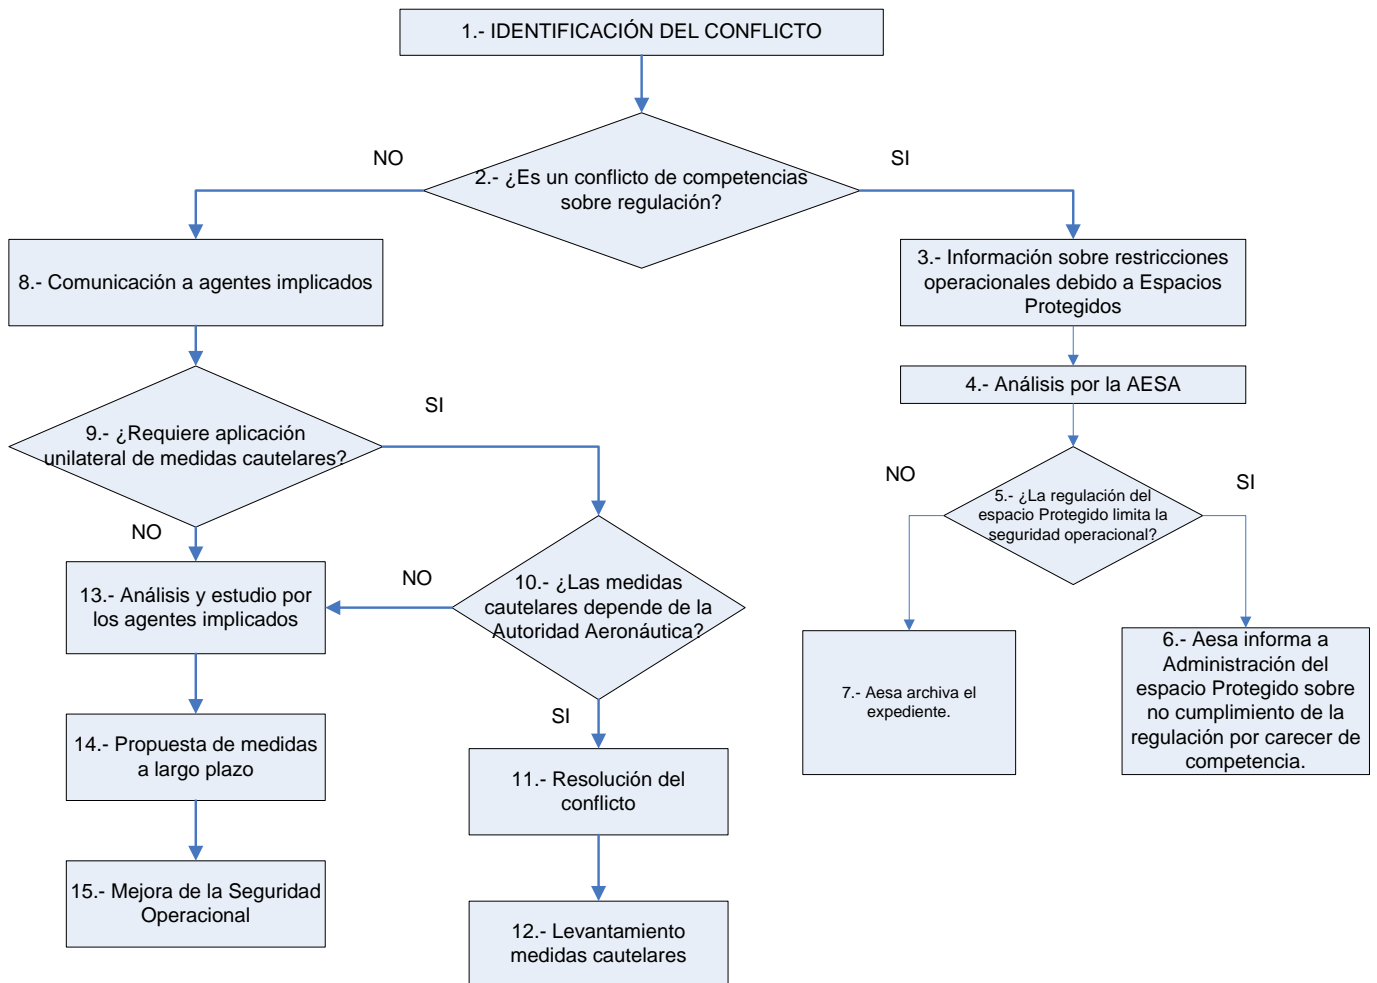 1.- IDENTIFICACIÓN DEL CONFLICTO
NO
SI
2.- ¿Es un conflicto de competencias
sobre regulación?
8.- Comunicación a agentes implicados
3.- Información sobre restricciones
operacionales debido a Espacios
Protegidos
4.- Análisis por la AESA
SI
9.- ¿Requiere aplicación
unilateral de medidas cautelares?
NO
NO
SI
5.- ¿La regulación del
espacio Protegido limita la
seguridad operacional?
13.- Análisis y estudio por
los agentes implicados
NO
10.- ¿Las medidas
cautelares depende de la
Autoridad Aeronáutica?
SI
7.- Aesa archiva el
expediente.
6.- Aesa informa a
Administración del
espacio Protegido sobre
no cumplimiento de la
regulación por carecer de
competencia.
14.- Propuesta de medidas
a largo plazo
11.- Resolución del
conflicto
15.- Mejora de la Seguridad
Operacional
12.- Levantamiento
medidas cautelares